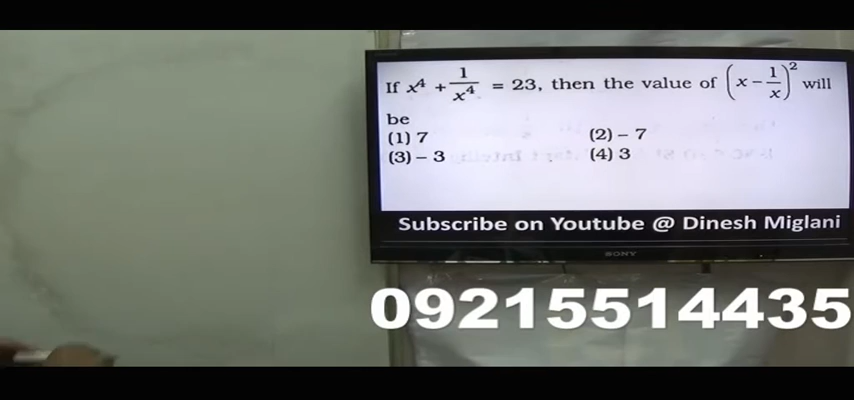 If x⁴ + 1/x⁴ = 23, then the value of (x − 1/x)² will
be
(1) 7 (2) – 7
(3) – 3 (4) 3
Subscribe on Youtube @ Dinesh Miglani
SONY
09215514435